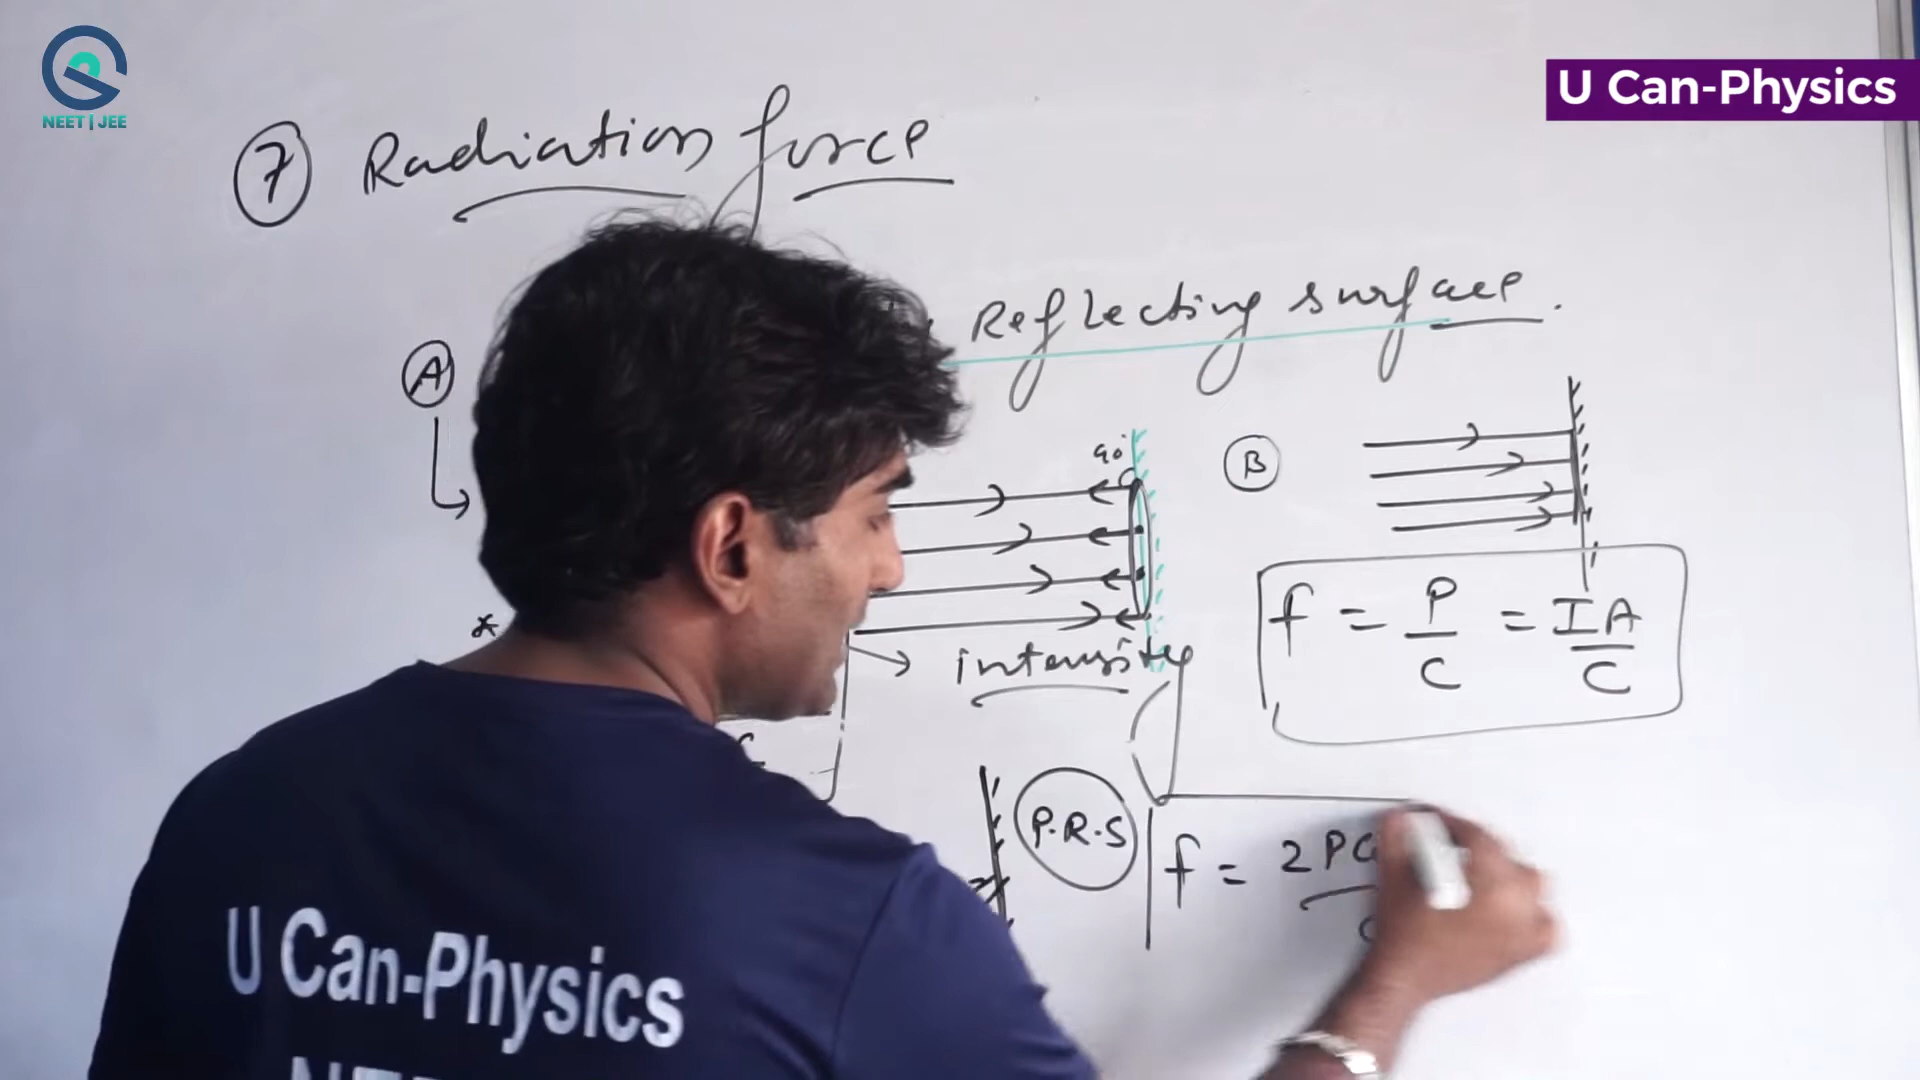 NEET | JEE
U Can-Physics
7 Radiation force
Reflecting surface.
A
90°
B
*
intensity
f = P/C = IA/C
P.R.S
f = 2P
U Can-Physics